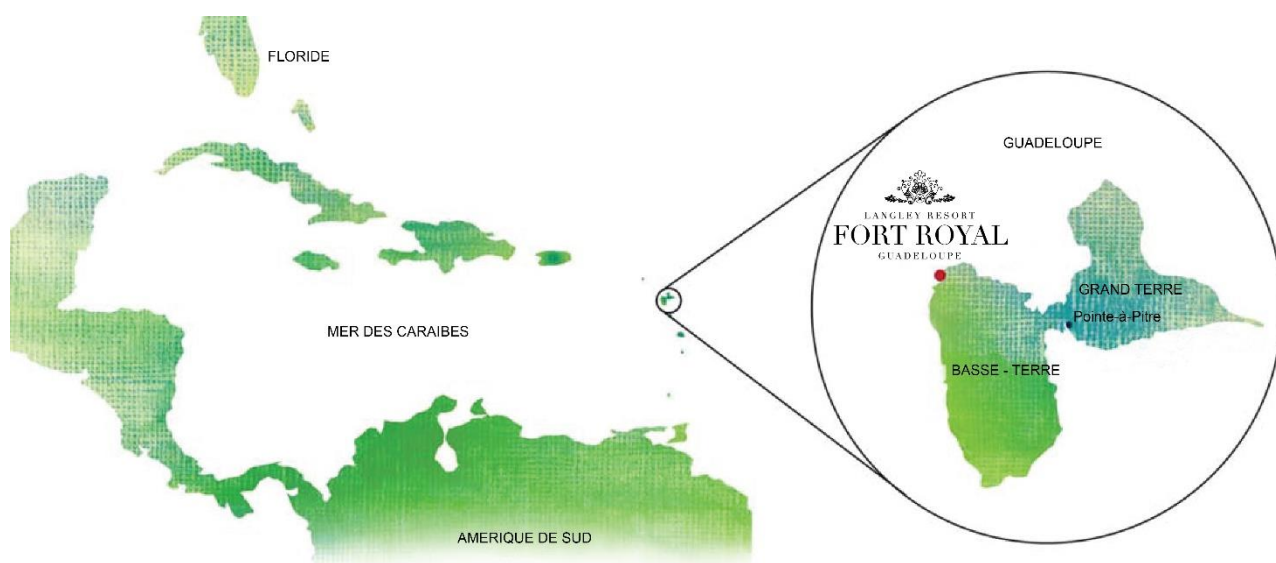 FLORIDE
MER DES CARAIBES
AMERIQUE DE SUD
GUADELOUPE
LANGLEY RESORT
FORT ROYAL
GUADELOUPE
GRAND TERRE
Pointe-à-Pitre
BASSE - TERRE